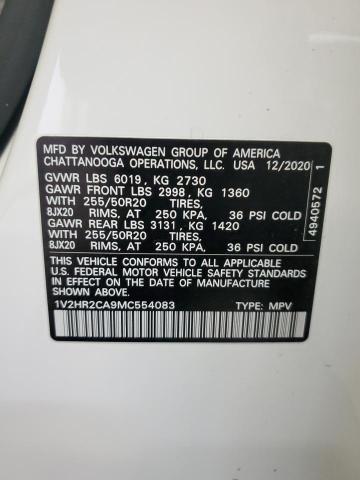 MFD BY VOLKSWAGEN GROUP OF AMERICA
CHATTANOOGA OPERATIONS, LLC. USA 12/2020
GVWR LBS 6019, KG 2730
GAWR FRONT LBS 2998, KG 1360
WITH 255/50R20 TIRES,
8JX20 RIMS, AT 250 KPA, 36 PSI COLD
GAWR REAR LBS 3131, KG 1420
WITH 255/50R20 TIRES,
8JX20 RIMS, AT 250 KPA, 36 PSI COLD
THIS VEHICLE CONFORMS TO ALL APPLICABLE
U.S. FEDERAL MOTOR VEHICLE SAFETY
STANDARDS IN EFFECT ON THE DATE OF MANUFACTURE
SHOWN ABOVE.
1V2HR2CA9MC554083 TYPE: MPV
4940572 1